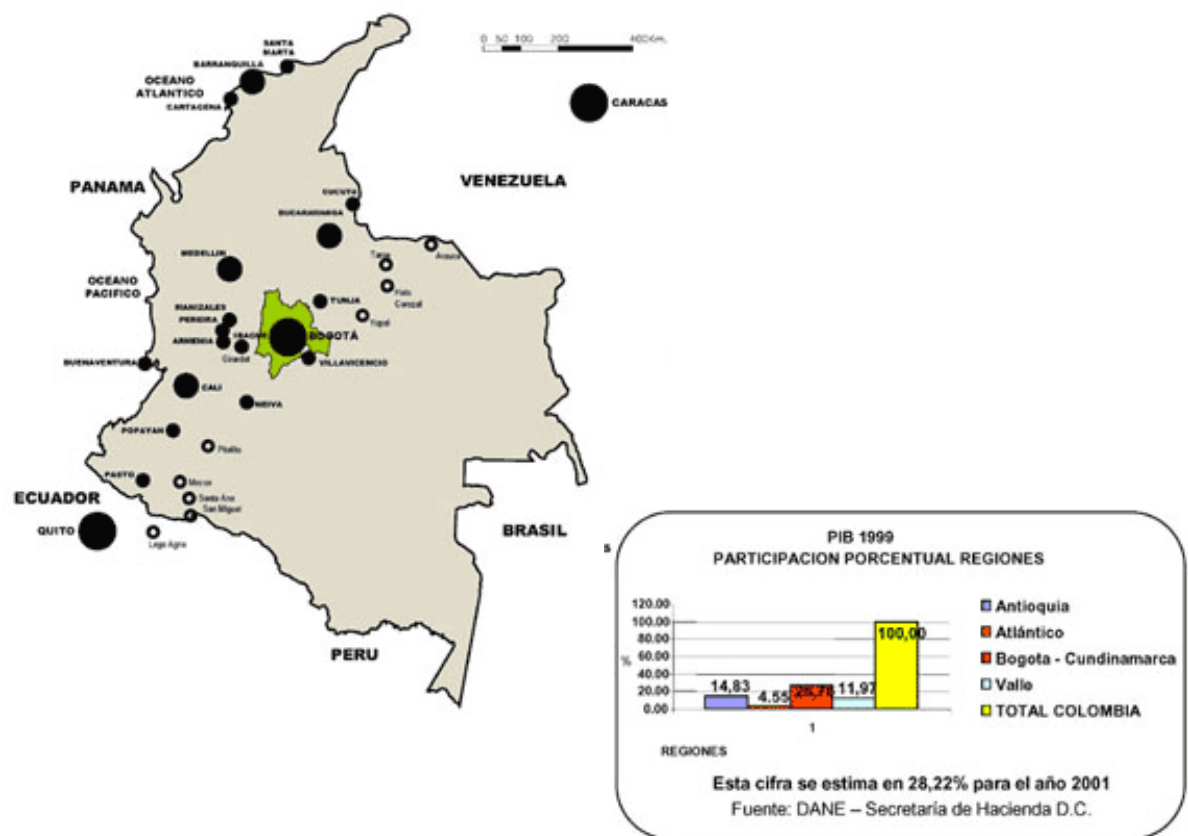 SANTA
MARTA
BARRANQUILLA
OCEANO
ATLANTICO
CARTAGENA
0 50 100 200 400Km.
CARACAS
PANAMA
VENEZUELA
CUCUTA
BUCARAMANGA
Arauca
Tame
MEDELLIN
OCEANO
PACIFICO
Corozal
TUNJA
Yopal
MANIZALES
PEREIRA
IBAGUE
BOGOTÁ
ARMENIA
Girardot
BUENAVENTURA
VILLAVICENCIO
CALI
NEIVA
POPAYAN
Pitalito
PASTO
Mocoa
Santa Ana
San Miguel
ECUADOR
QUITO
Lago Agrio
BRASIL
PERU
s
PIB 1999
PARTICIPACION PORCENTUAL REGIONES
120.00
100.00
80.00
60.00
40.00
20.00
0.00
%
14,83
4.55
11,97
100,00
1
REGIONES
Antioquia
Atlántico
Bogota - Cundinamarca
Valle
TOTAL COLOMBIA
Esta cifra se estima en 28,22% para el año 2001
Fuente: DANE – Secretaría de Hacienda D.C.